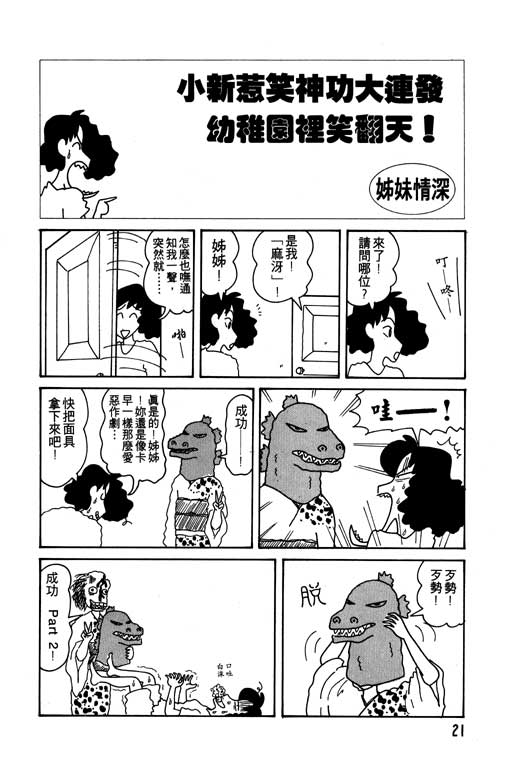 小新惹笑神功大連發
幼稚園裡笑翻天！
姊妹情深
叮咚
來了！
請問哪位？
是我！
「麻沙」！
姊姊！
啪—
怎麼也嘸通
知我一聲，
突然就……
哇——！
成功！
真是的，姊姊
！妳還是像卡
早一樣那麼愛
惡作劇…
快把面具
拿下來吧！
歹勢！
歹勢！
脫
成功　Part 2！
口吐
白沫
21